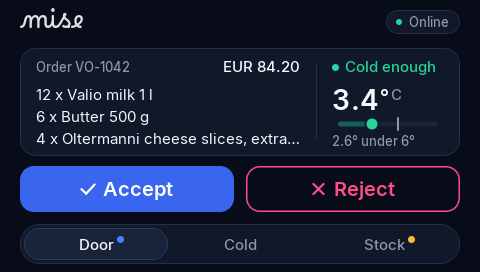 mise
Online
Order VO-1042
EUR 84.20
12 x Valio milk 1 l
6 x Butter 500 g
4 x Oltermanni cheese slices, extra...
Cold enough
3.4°C
2.6° under 6°
Accept
Reject
Door
Cold
Stock